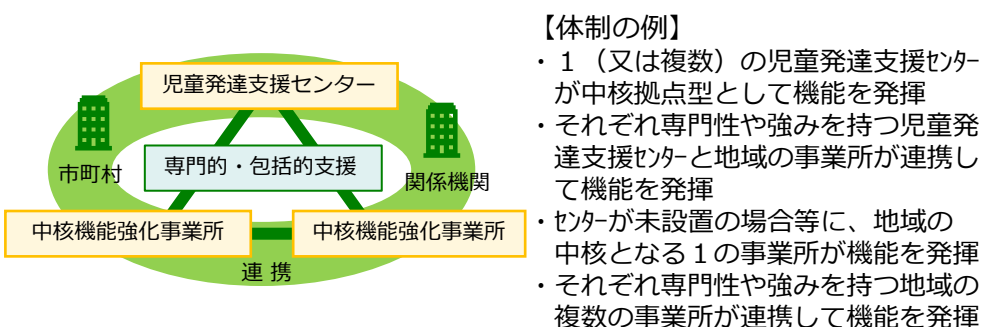 児童発達支援センター
市町村
専門的・包括的支援
関係機関
中核機能強化事業所
中核機能強化事業所
連 携
【体制の例】
・１（又は複数）の児童発達支援ｾﾝﾀｰ
が中核拠点型として機能を発揮
・それぞれ専門性や強みを持つ児童発
達支援ｾﾝﾀｰと地域の事業所が連携し
て機能を発揮
・ｾﾝﾀｰが未設置の場合等に、地域の
中核となる１の事業所が機能を発揮
・それぞれ専門性や強みを持つ地域の
複数の事業所が連携して機能を発揮